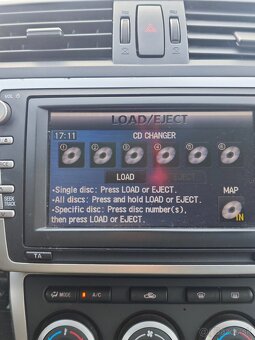 VOL
LOAD/EJECT
17:11
CD CHANGER
1 2 3 4 5 6
LOAD EJECT
•Single disc: Press LOAD or EJECT.
•All discs: Press and hold LOAD or EJECT.
•Specific disc: Press disc number(s),
then press LOAD or EJECT.
MAP
IN
SEEK
TRACK
TA
MODE
A/C